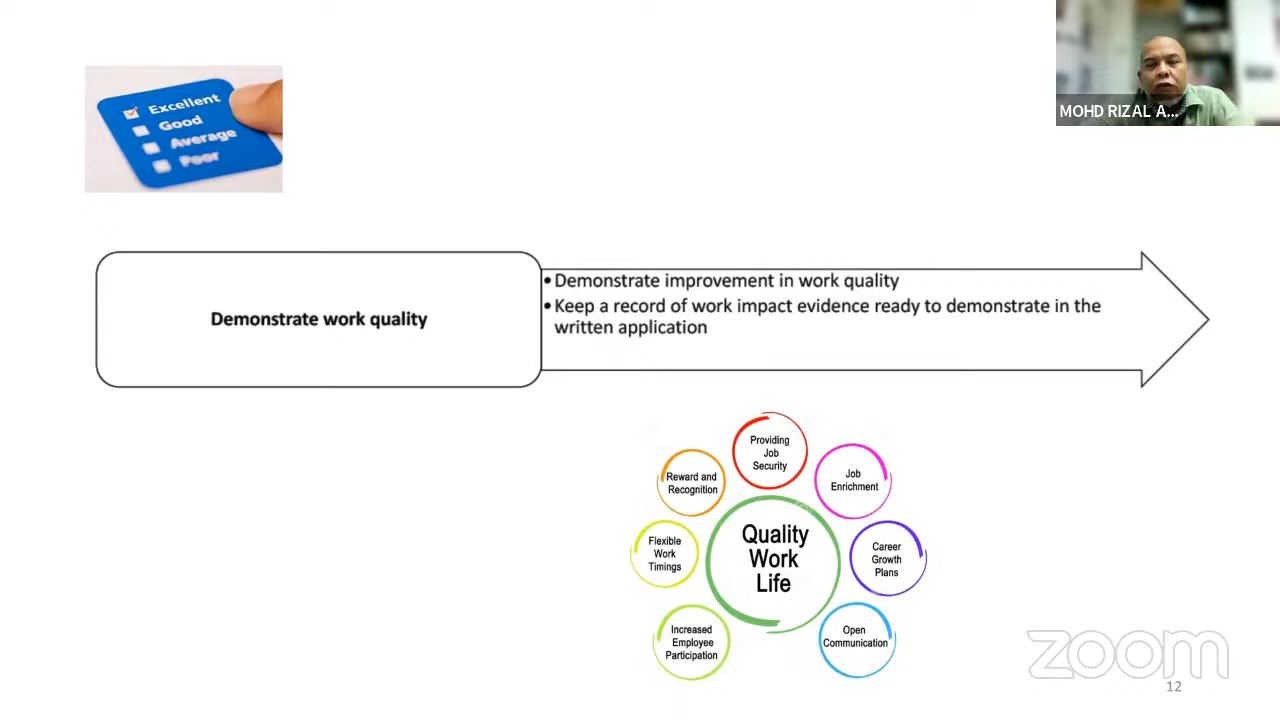 Excellent
Good
Average
Poor
MOHD RIZAL A...
Demonstrate work quality
• Demonstrate improvement in work quality
• Keep a record of work impact evidence ready to demonstrate in the
written application
Providing
Job
Security
Reward and
Recognition
Job
Enrichment
Flexible
Work
Timings
Quality
Work
Life
Career
Growth
Plans
Increased
Employee
Participation
Open
Communication
zoom
12